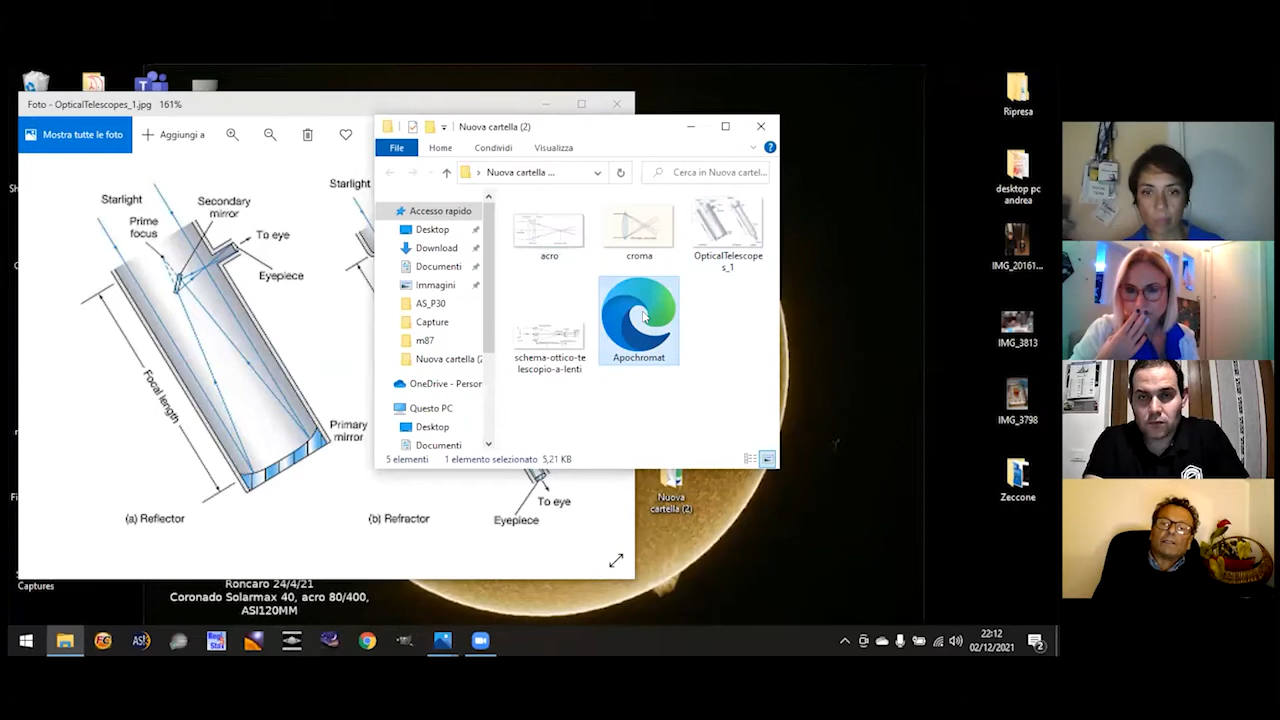 Foto - OpticalTelescopes_1.jpg 161%
Mostra tutte le foto
Aggiungi a
Starlight
Secondary
mirror
Prime
focus
To eye
Eyepiece
Focal length
Primary
mirror
(a) Reflector
Starlight
(b) Refractor
To eye
Eyepiece
Nuova cartella (2)
File
Home
Condividi
Visualizza
Nuova cartella ...
Cerca in Nuova cartel...
Accesso rapido
Desktop
Download
Documenti
Immagini
AS_P30
Capture
m87
Nuova cartella (2
OneDrive - Person
Questo PC
Desktop
Documenti
acro
croma
OpticalTelescope
s_1
schema-ottico-te
lescopio-a-lenti
Apochromat
5 elementi
1 elemento selezionato 5,21 KB
Nuova
cartella (2)
Ripresa
desktop pc
andrea
IMG_20161...
IMG_3813
IMG_3798
Zeccone
Captures
Roncaro 24/4/21
Coronado Solarmax 40, acro 80/400,
ASI120MM
22:12
02/12/2021
2